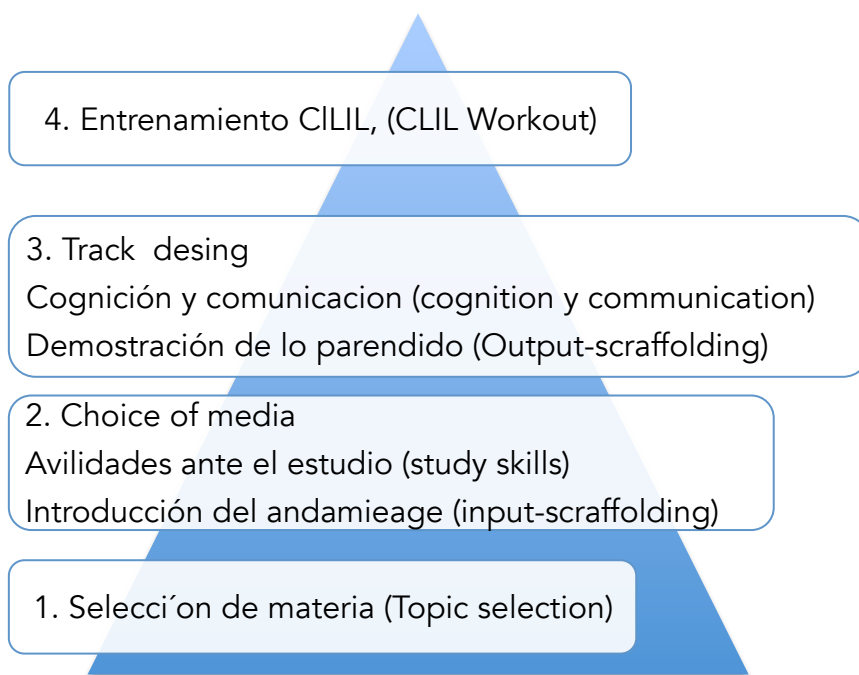 4. Entrenamiento ClLIL, (CLIL Workout)
3. Track desing
Cognición y comunicacion (cognition y communication)
Demostración de lo parendido (Output-scraffolding)
2. Choice of media
Avilidades ante el estudio (study skills)
Introducción del andamieage (input-scraffolding)
1. Selecci´on de materia (Topic selection)